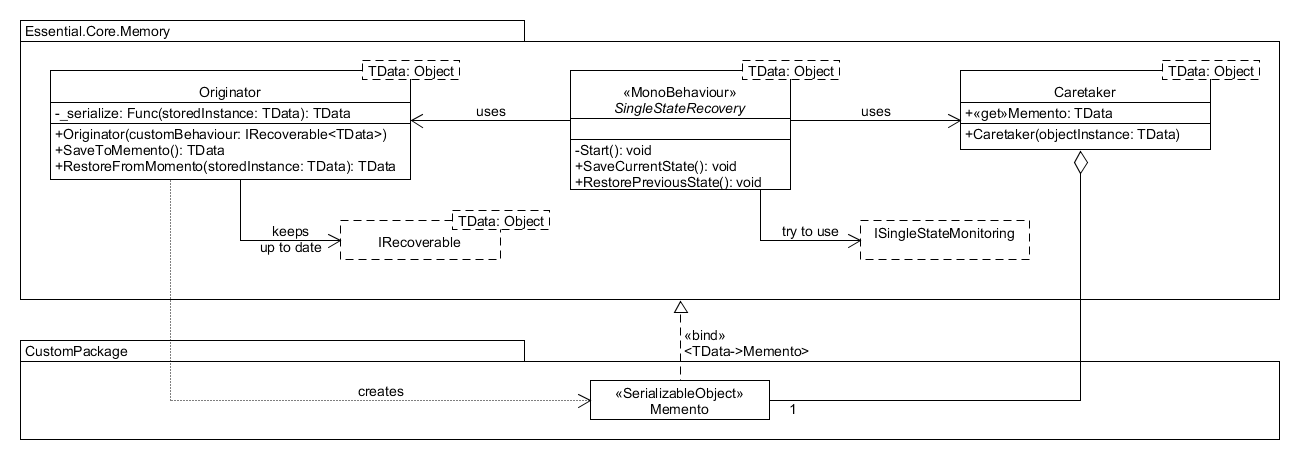 Essential.Core.Memory
TData: Object
Originator
-_serialize: Func(storedInstance: TData): TData
+Originator(customBehaviour: IRecoverable<TData>)
+SaveToMemento(): TData
+RestoreFromMomento(storedInstance: TData): TData
uses
TData: Object
«MonoBehaviour»
SingleStateRecovery
-Start(): void
+SaveCurrentState(): void
+RestorePreviousState(): void
uses
TData: Object
Caretaker
+«get»Memento: TData
+Caretaker(objectInstance: TData)
keeps
up to date
TData: Object
IRecoverable
try to use
ISingleStateMonitoring
«bind»
<TData->Memento>
CustomPackage
creates
«SerializableObject»
Memento
1